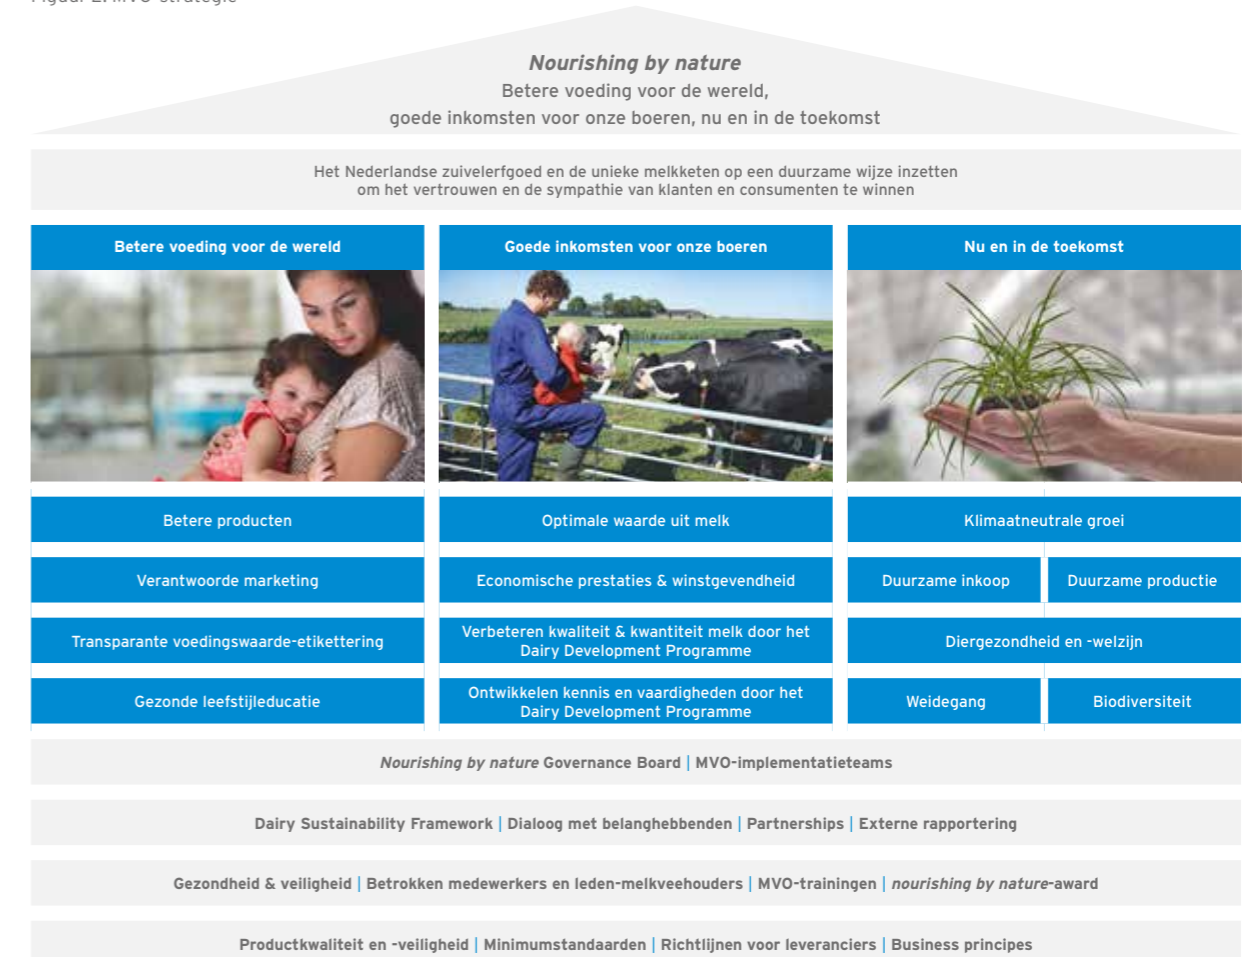 Figuur 2. MVO-strategie
Nourishing by nature
Betere voeding voor de wereld,
goede inkomsten voor onze boeren, nu en in de toekomst
Het Nederlandse zuivelerfgoed en de unieke melkketen op een duurzame wijze inzetten
om het vertrouwen en de sympathie van klanten en consumenten te winnen
Betere voeding voor de wereld
Goede inkomsten voor onze boeren
Nu en in de toekomst
Betere producten
Optimale waarde uit melk
Klimaatneutrale groei
Verantwoorde marketing
Economische prestaties & winstgevendheid
Duurzame inkoop
Duurzame productie
Transparante voedingswaarde-etikettering
Verbeteren kwaliteit & kwantiteit melk door het
Dairy Development Programme
Diergezondheid en -welzijn
Gezonde leefstijleducatie
Ontwikkelen kennis en vaardigheden door het
Dairy Development Programme
Weidegang
Biodiversiteit
Nourishing by nature Governance Board | MVO-implementatieteams
Dairy Sustainability Framework | Dialoog met belanghebbenden | Partnerships | Externe rapportering
Gezondheid & veiligheid | Betrokken medewerkers en leden-melkveehouders | MVO-trainingen | nourishing by nature-award
Productkwaliteit en -veiligheid | Minimumstandaarden | Richtlijnen voor leveranciers | Business principes